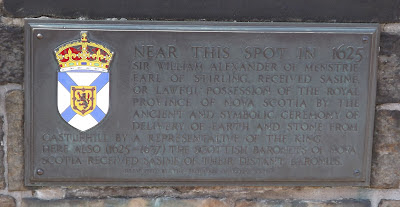 NEAR THIS SPOT IN 1625
SIR WILLIAM ALEXANDER OF MENSTRIE
EARL OF STIRLING, RECEIVED SASINE
OR LAWFUL POSSESSION OF THE ROYAL
PROVINCE OF NOVA SCOTIA BY THE
ANCIENT AND SYMBOLIC CEREMONY OF
DELIVERY OF EARTH AND STONE FROM
CASTLEHILL BY A REPRESENTATIVE OF THE KING.
HERE ALSO (1625-1637) THE SCOTTISH BARONETS OF NOVA
SCOTIA RECEIVED SASINE OF THEIR DISTANT BARONIES